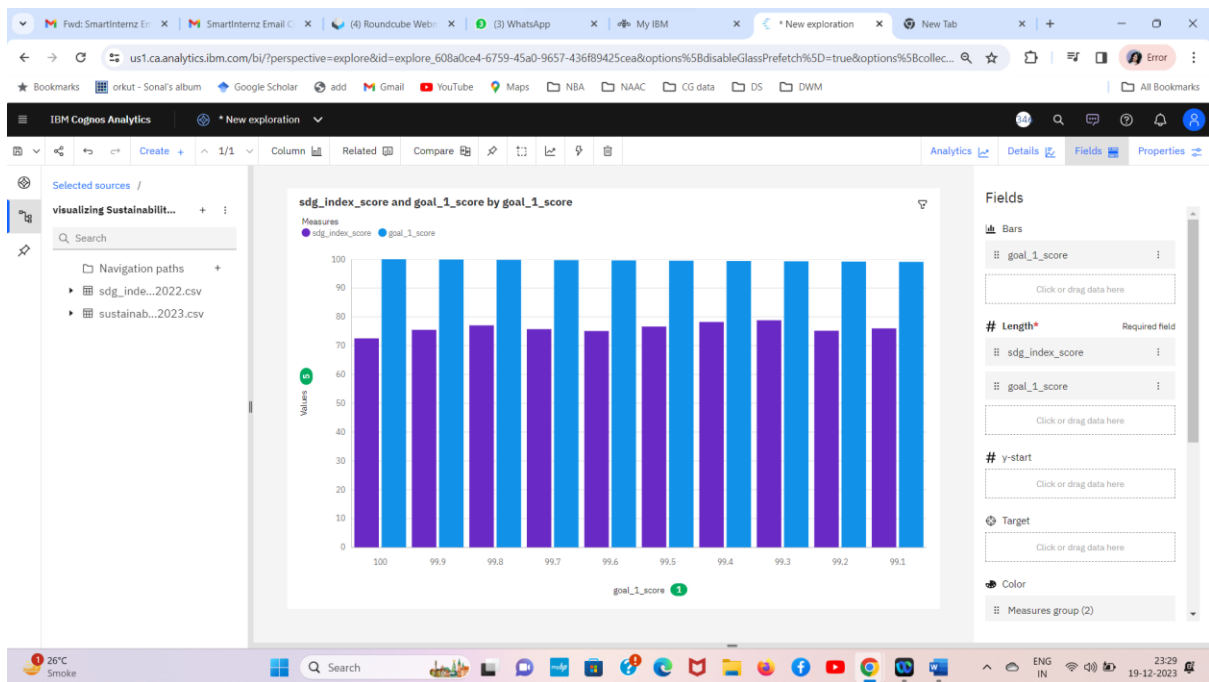 Fwd: SmartInternz En
SmartInternz Email C
(4) Roundcube Webn
(3) WhatsApp
My IBM
* New exploration
New Tab
us1.ca.analytics.ibm.com/bi/?perspective=explore&id=explore_608a0ce4-6759-45a0-9657-436f89425cea&options%5BdisableGlassPrefetch%5D=true&options%5Bcollec...
Error
Bookmarks
orkut - Sonal's album
Google Scholar
add
Gmail
YouTube
Maps
NBA
NAAC
CG data
DS
DWM
All Bookmarks
IBM Cognos Analytics
* New exploration
Create +
1/1
Column
Related
Compare
Analytics
Details
Fields
Properties
Selected sources /
visualizing Sustainabilit...
Search
Navigation paths
sdg_inde...2022.csv
sustainab...2023.csv
sdg_index_score and goal_1_score by goal_1_score
Measures
sdg_index_score goal_1_score
100
90
80
70
60
50
40
30
20
10
0
Values 5
100 99.9 99.8 99.7 99.6 99.5 99.4 99.3 99.2 99.1
goal_1_score 1
Fields
Bars
goal_1_score
Click or drag data here
# Length* Required field
sdg_index_score
goal_1_score
Click or drag data here
# y-start
Click or drag data here
Target
Click or drag data here
Color
Measures group (2)
1
26°C
Smoke
Search
ENG
IN
23:29
19-12-2023